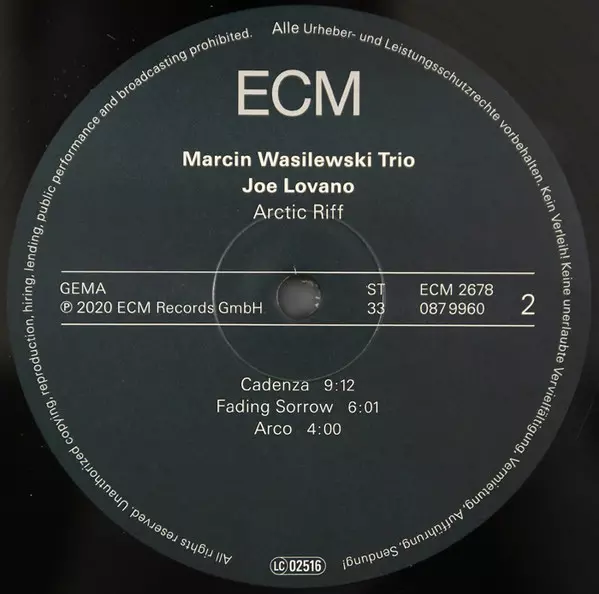 All rights reserved. Unauthorized copying, reproduction, hiring, lending, public performance and broadcasting prohibited.
Alle Urheber- und Leistungsschutzrechte vorbehalten. Kein Verleih! Keine unerlaubte Vervielfältigung, Vermietung, Aufführung, Sendung!
ECM
Marcin Wasilewski Trio
Joe Lovano
Arctic Riff
GEMA ST ECM 2678
℗ 2020 ECM Records GmbH 33 087 9960 2
Cadenza 9:12
Fading Sorrow 6:01
Arco 4:00
LC 02516